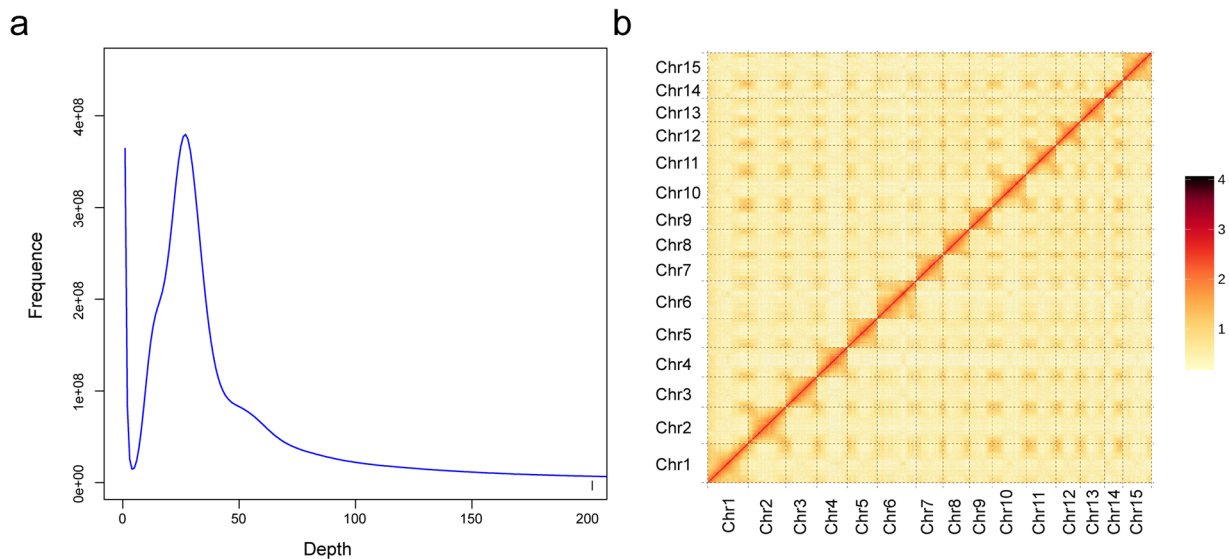 a
Frequence
4e+08
3e+08
2e+08
1e+08
0e+00
0
50
100
150
200
Depth
b
Chr15
Chr14
Chr13
Chr12
Chr11
Chr10
Chr9
Chr8
Chr7
Chr6
Chr5
Chr4
Chr3
Chr2
Chr1
Chr1
Chr2
Chr3
Chr4
Chr5
Chr6
Chr7
Chr8
Chr9
Chr10
Chr11
Chr12
Chr13
Chr14
Chr15
4
3
2
1